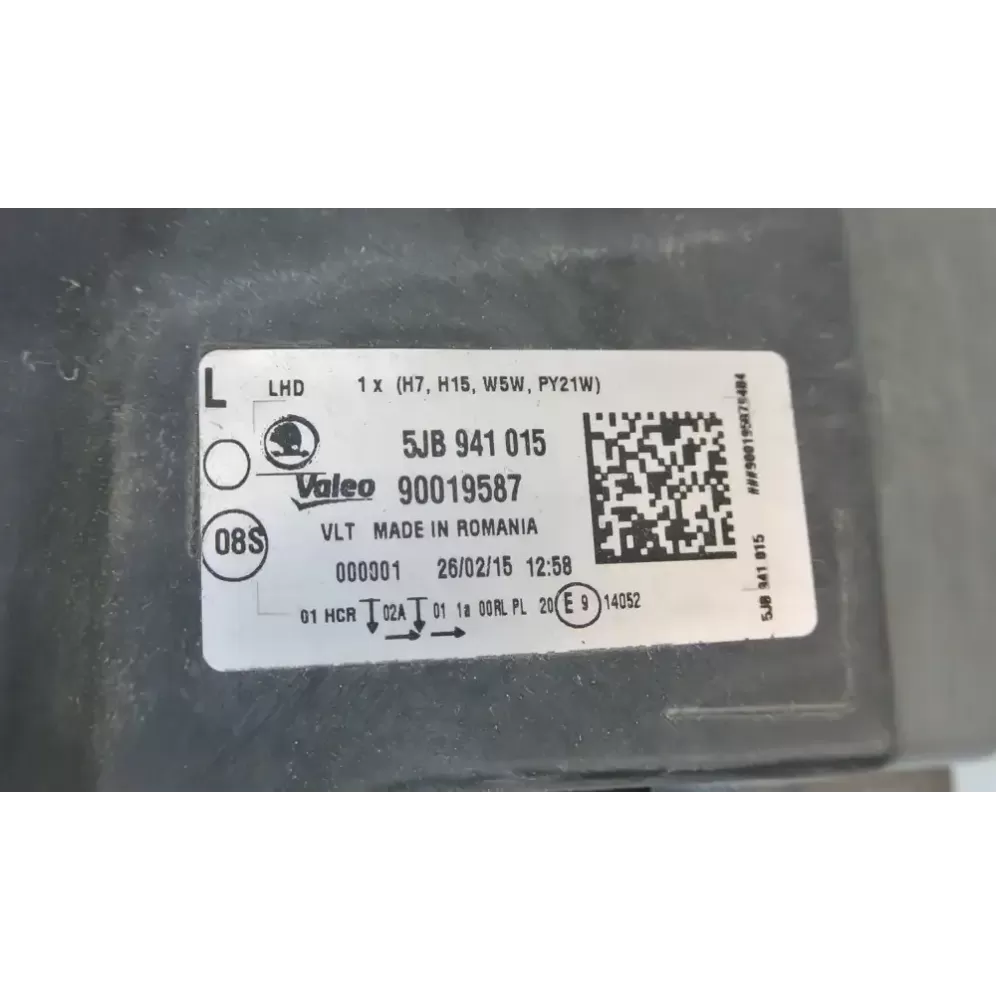 L LHD 1 x (H7, H15, W5W, PY21W)
5JB 941 015
Valeo 90019587
08S
VLT MADE IN ROMANIA
000001 26/02/15 12:58
01 HCR 02A 01 1a 00RL PL 20 E 9 14052
5JB 941 015